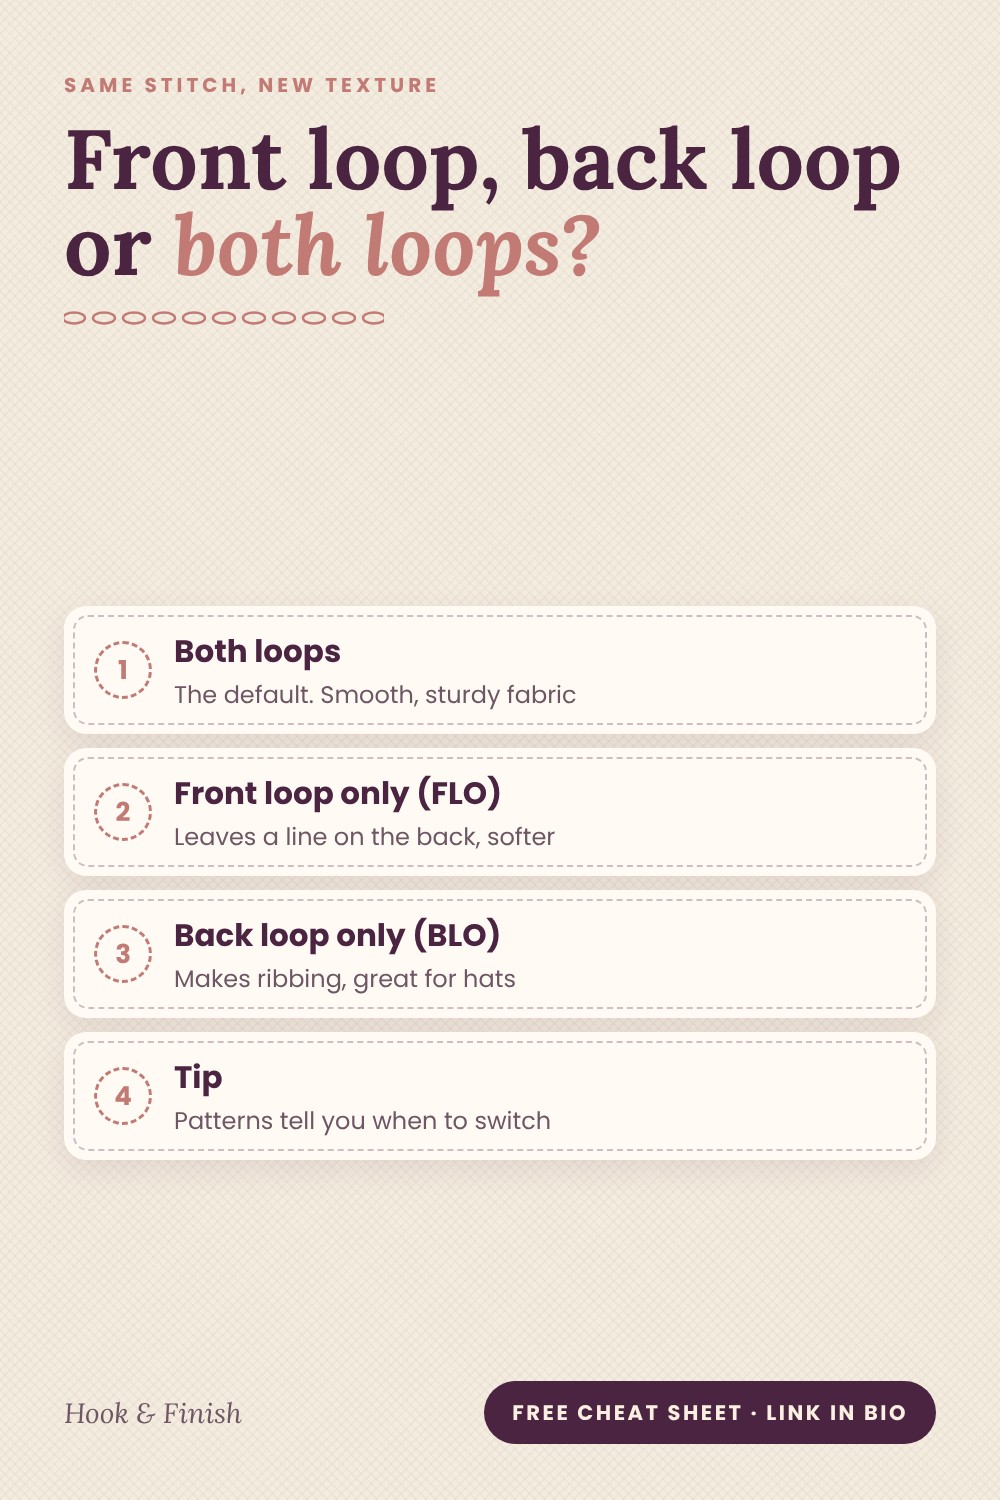 SAME STITCH, NEW TEXTURE
Front loop, back loop
or both loops?
1
Both loops
The default. Smooth, sturdy fabric
2
Front loop only (FLO)
Leaves a line on the back, softer
3
Back loop only (BLO)
Makes ribbing, great for hats
4
Tip
Patterns tell you when to switch
Hook & Finish
FREE CHEAT SHEET · LINK IN BIO